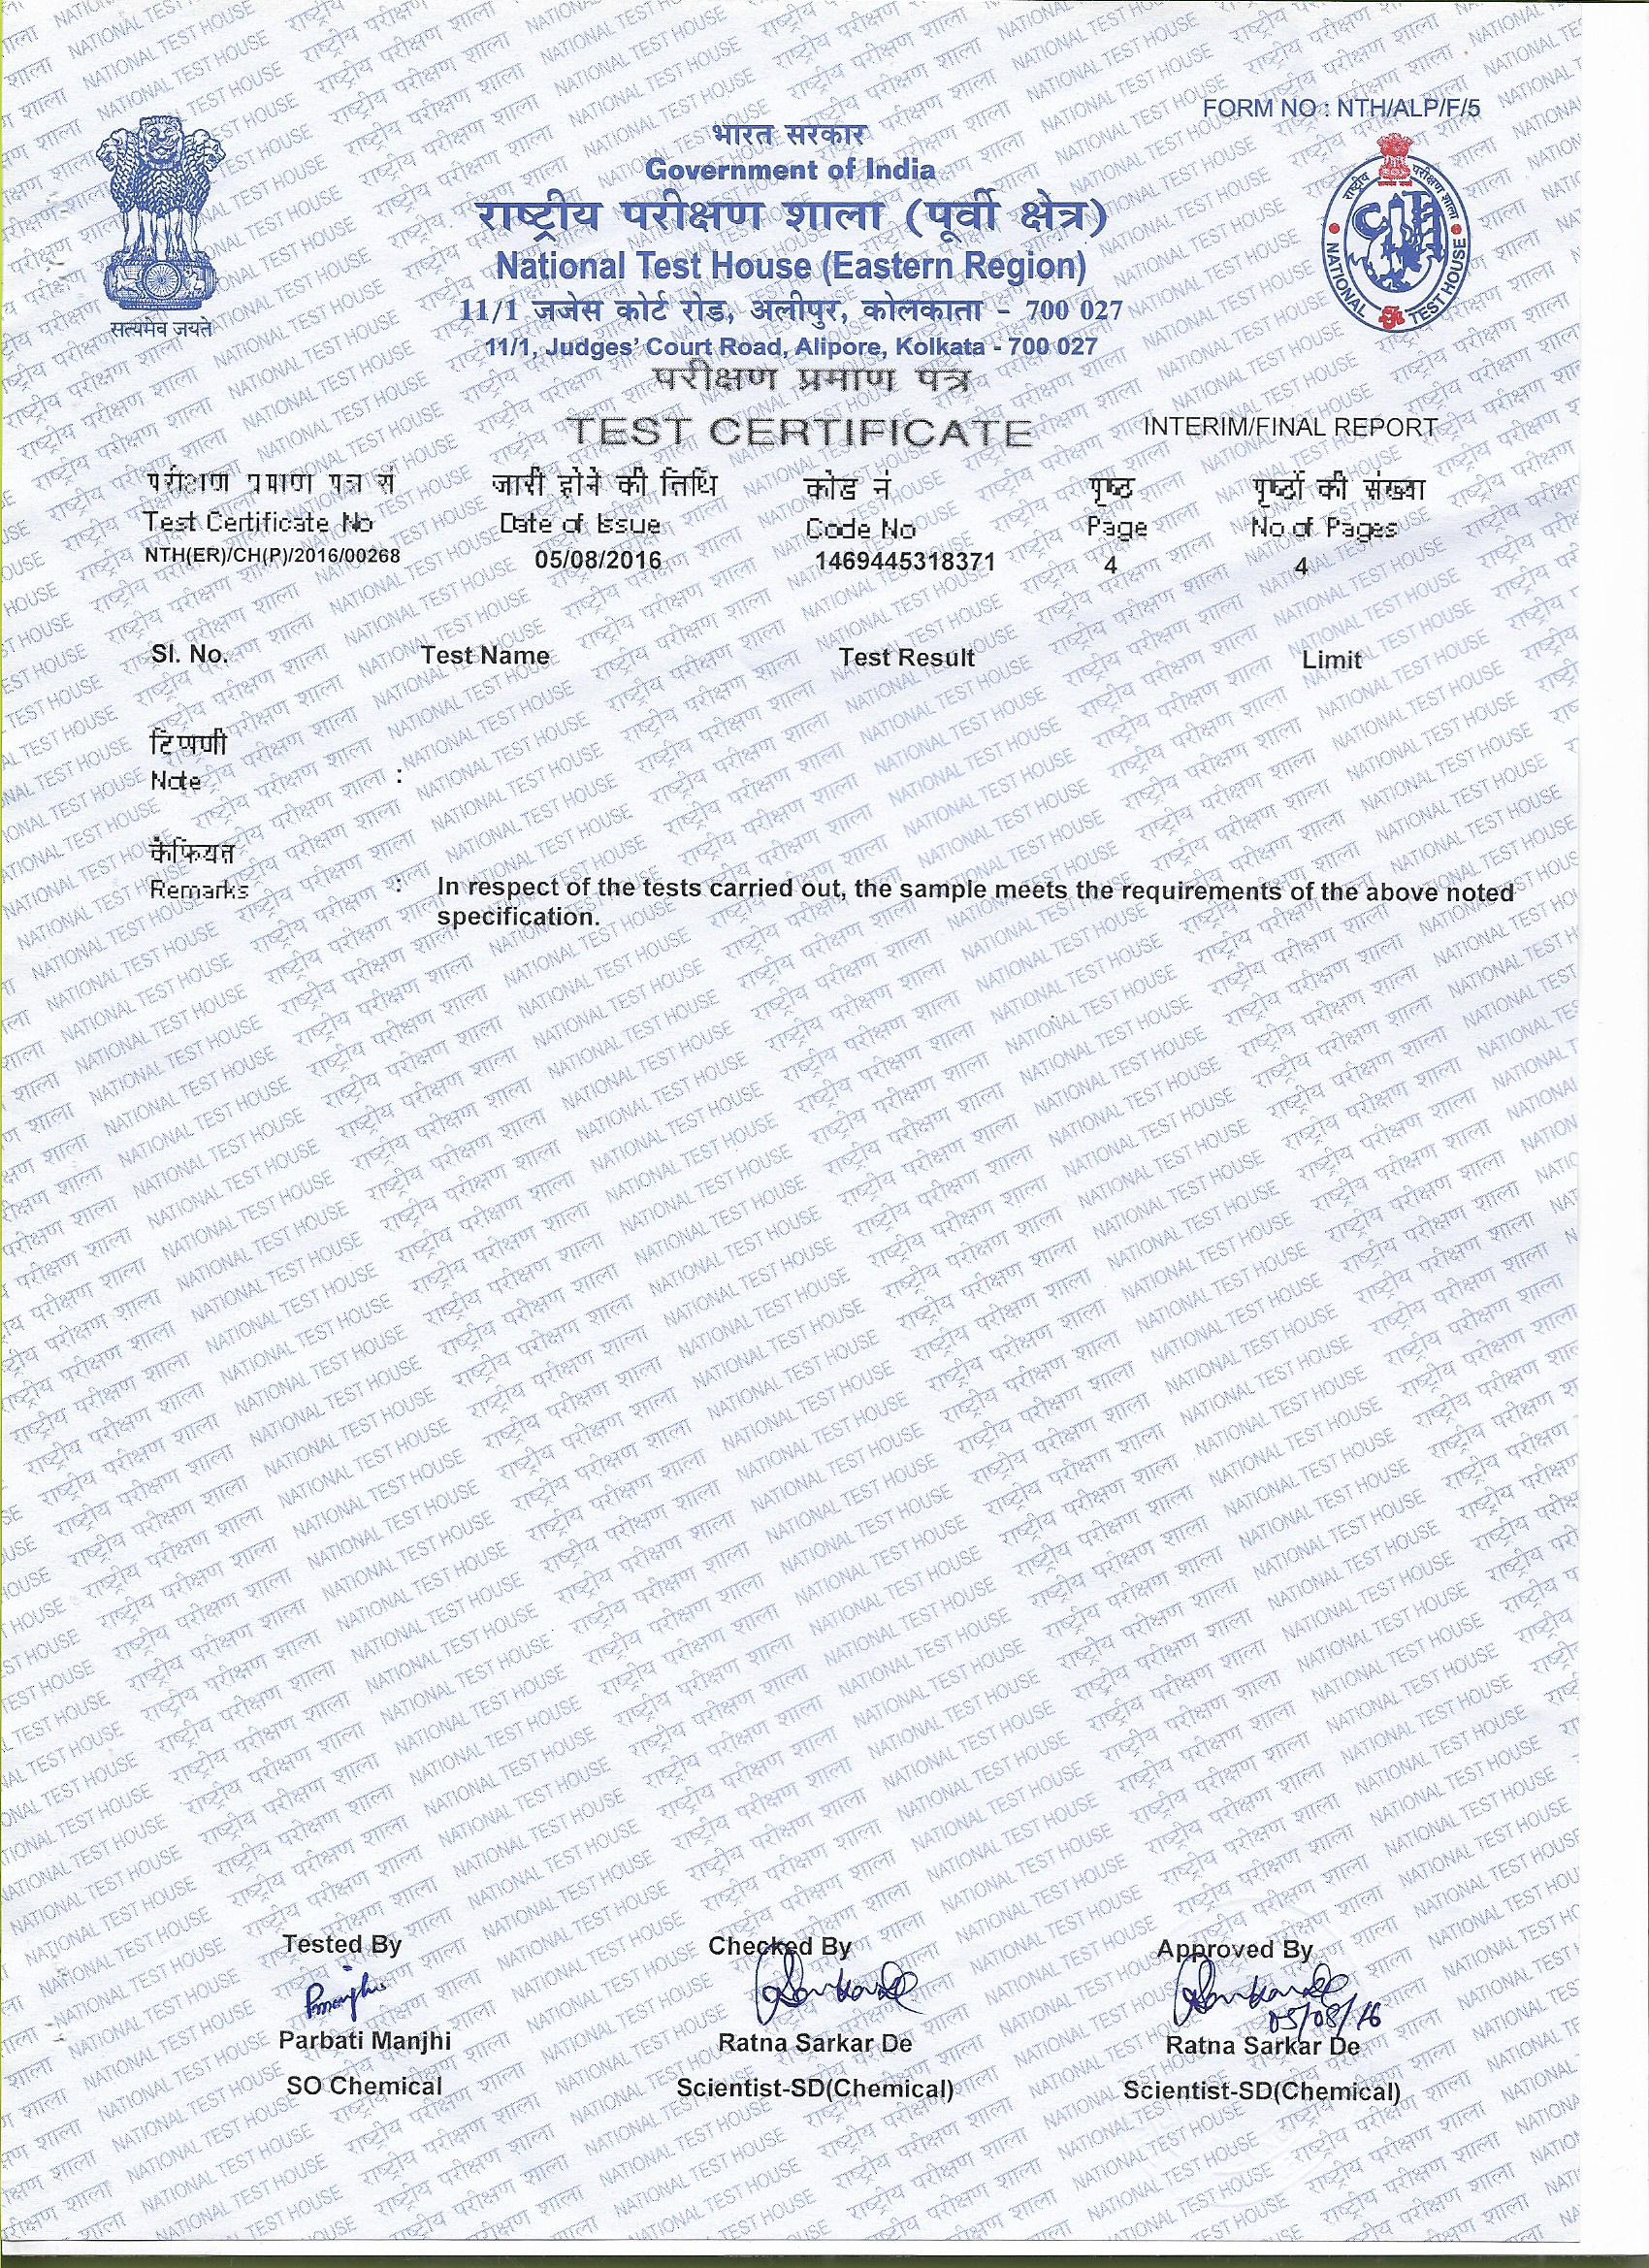 FORM NO : NTH/ALP/F/5
भारत सरकार
Government of India
राष्ट्रीय परीक्षण शाला (पूर्वी क्षेत्र)
National Test House (Eastern Region)
11/1 जजेस कोर्ट रोड, अलीपुर, कोलकाता - 700 027
11/1, Judges' Court Road, Alipore, Kolkata - 700 027
सत्यमेव जयते
राष्ट्रीय परीक्षण शाला
NATIONAL TEST HOUSE
परीक्षण प्रमाण पत्र
TEST CERTIFICATE
INTERIM/FINAL REPORT
परीक्षण प्रमाण पत्र सं जारी होने की तिथि कोड नं पृष्ठ पृष्ठों की संख्या
Test Certificate No Date of Issue Code No Page No of Pages
NTH(ER)/CH(P)/2016/00268 05/08/2016 1469445318371 4 4
Sl. No. Test Name Test Result Limit
टिप्पणी
Note :
कैफियत
Remarks : In respect of the tests carried out, the sample meets the requirements of the above noted
specification.
Tested By Checked By Approved By
05/08/16
Parbati Manjhi Ratna Sarkar De Ratna Sarkar De
SO Chemical Scientist-SD(Chemical) Scientist-SD(Chemical)